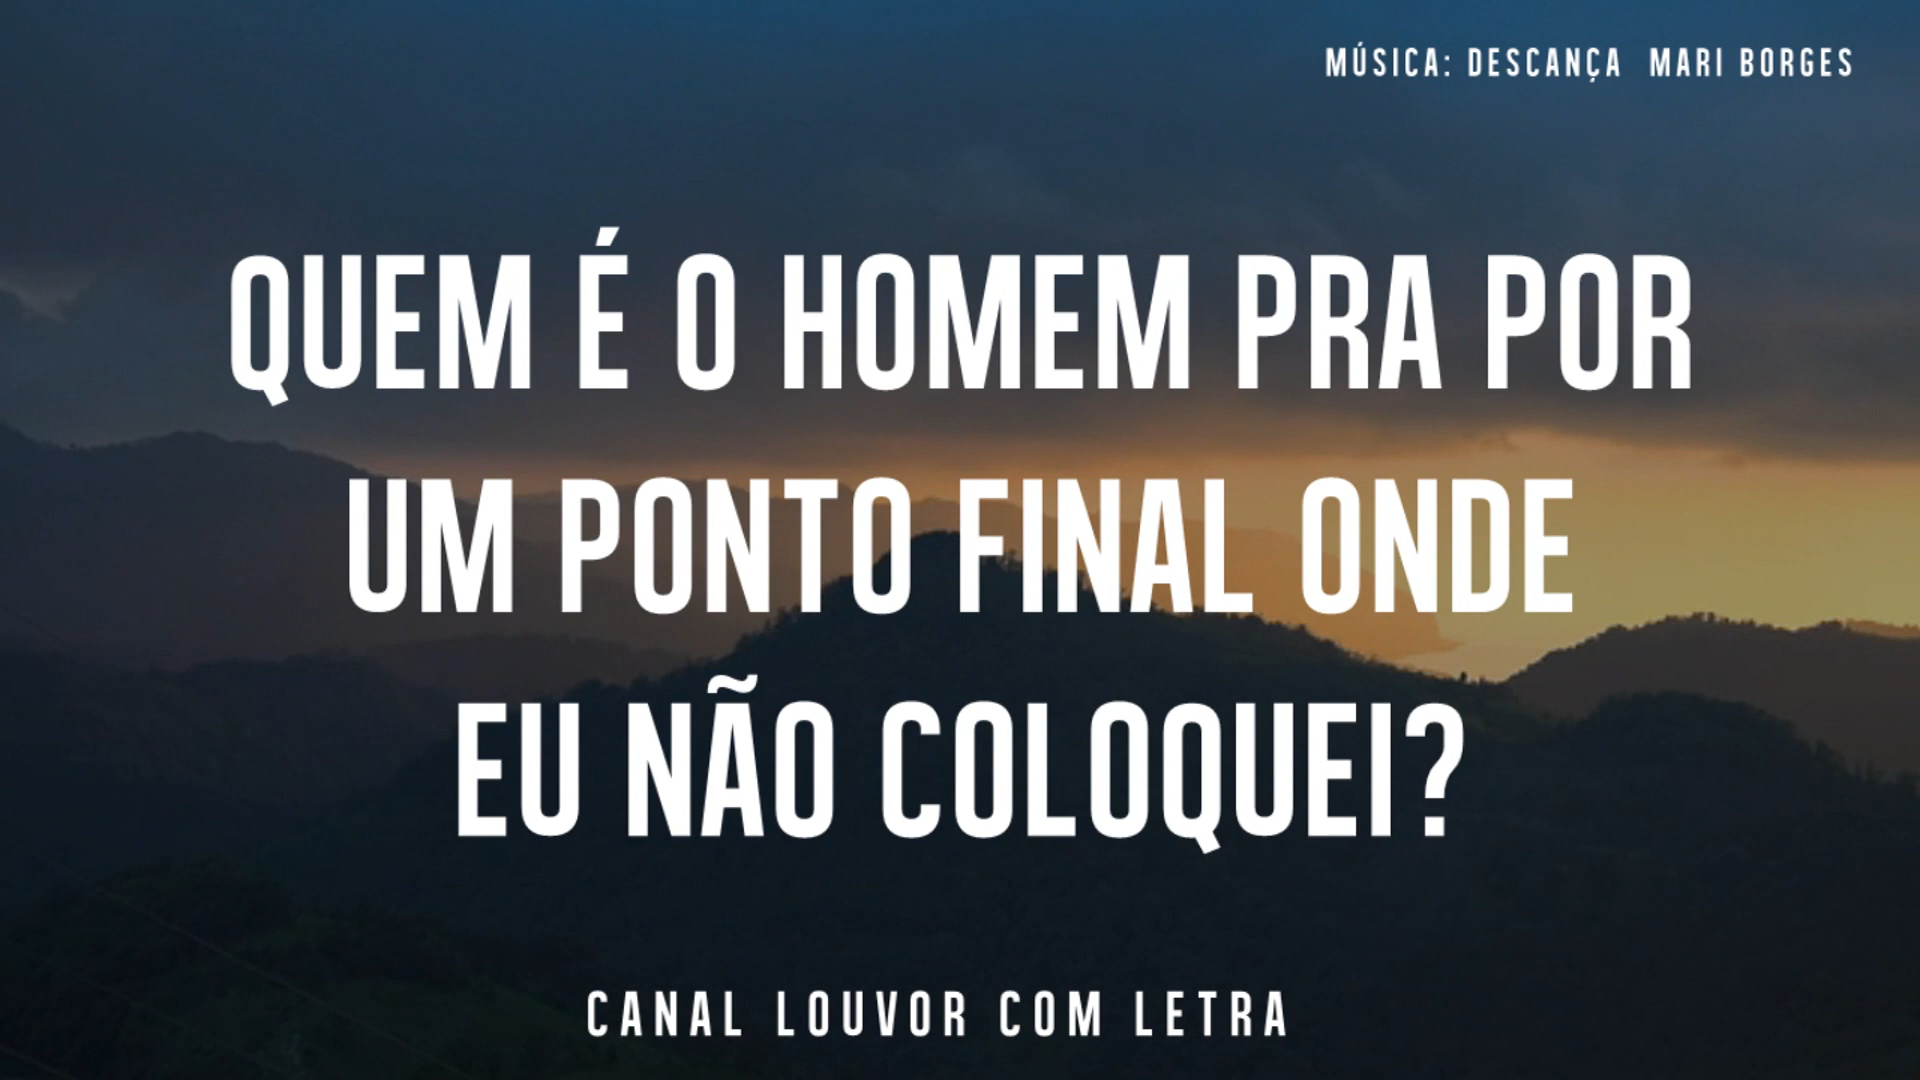 MÚSICA: DESCANÇA MARI BORGES
QUEM É O HOMEM PRA POR
UM PONTO FINAL ONDE
EU NÃO COLOQUEI?
CANAL LOUVOR COM LETRA